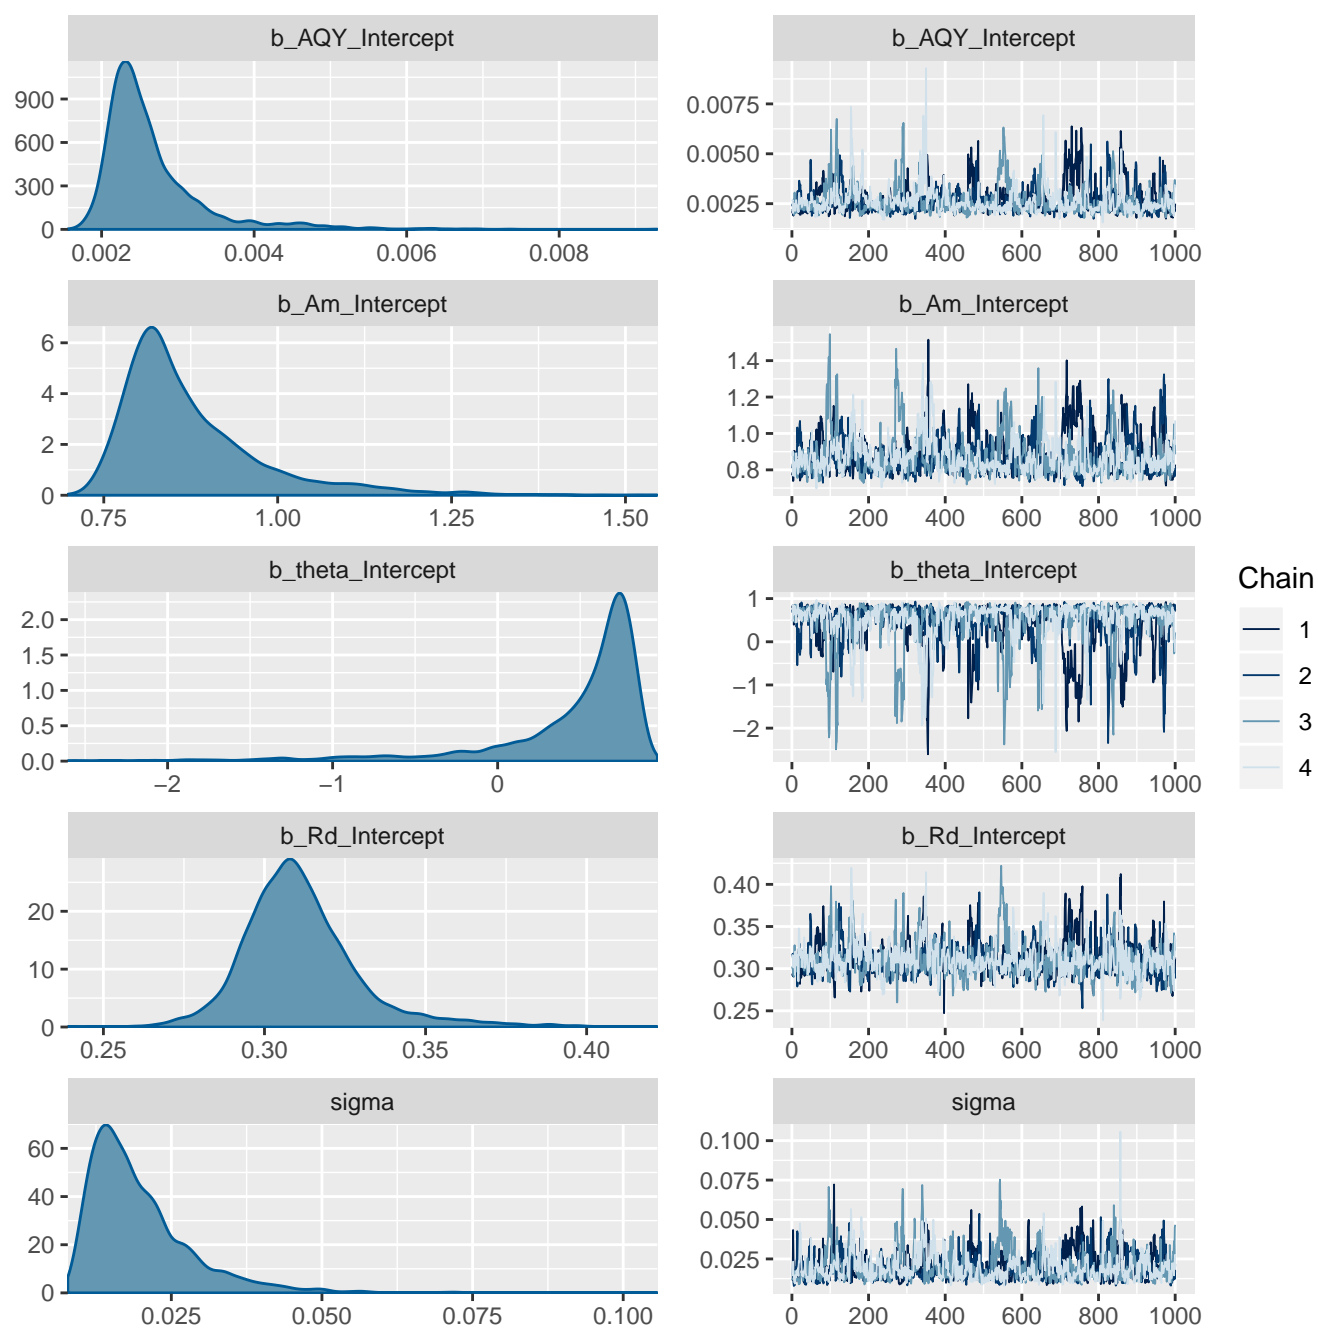 b_AQY_Intercept
900
600
300
0
0.002 0.004 0.006 0.008
b_AQY_Intercept
0.0075
0.0050
0.0025
0 200 400 600 800 1000
b_Am_Intercept
6
4
2
0
0.75 1.00 1.25 1.50
b_Am_Intercept
1.4
1.2
1.0
0.8
0 200 400 600 800 1000
b_theta_Intercept
2.0
1.5
1.0
0.5
0.0
−2 −1 0
b_theta_Intercept
1
0
−1
−2
0 200 400 600 800 1000
b_Rd_Intercept
20
10
0
0.25 0.30 0.35 0.40
b_Rd_Intercept
0.40
0.35
0.30
0.25
0 200 400 600 800 1000
sigma
60
40
20
0
0.025 0.050 0.075 0.100
sigma
0.100
0.075
0.050
0.025
0 200 400 600 800 1000
Chain
1
2
3
4